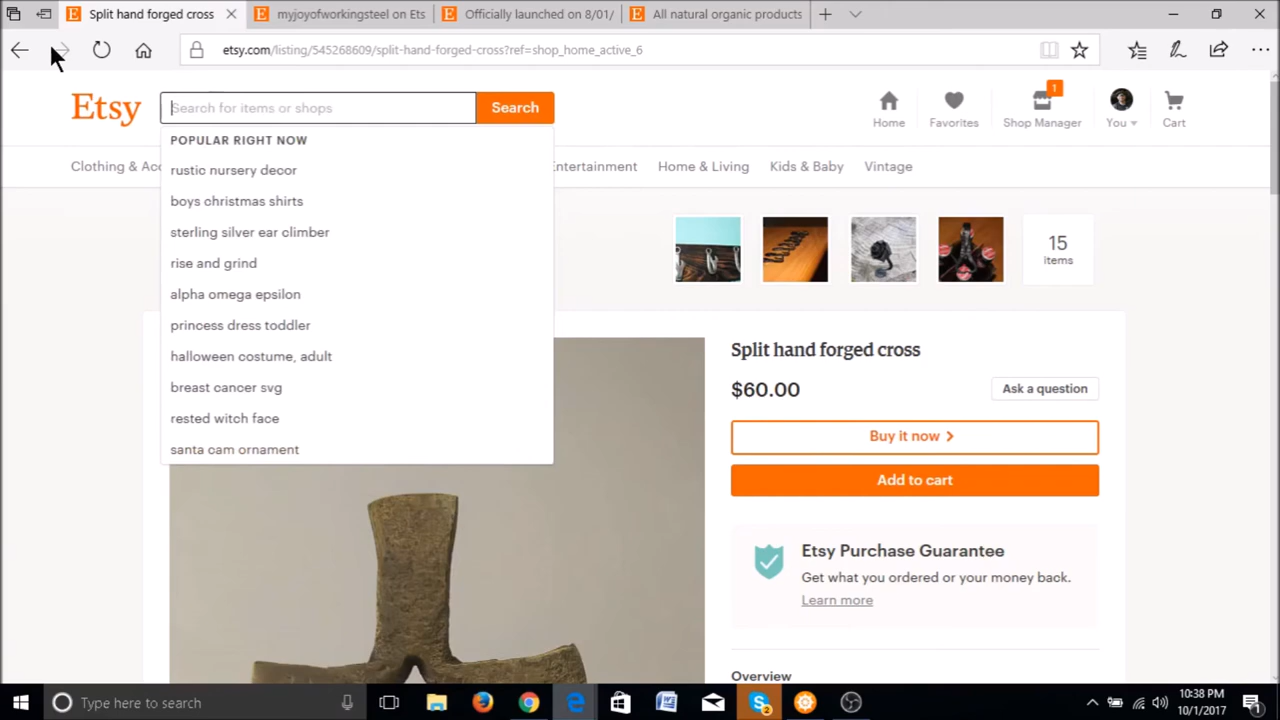 Split hand forged cross
myjoyofworkingsteel on Ets
Officially launched on 8/01/
All natural organic products
etsy.com/listing/545268609/split-hand-forged-cross?ref=shop_home_active_6
Etsy
Search for items or shops
Search
Home
Favorites
1
Shop Manager
You
Cart
Clothing & Acc
Entertainment
Home & Living
Kids & Baby
Vintage
POPULAR RIGHT NOW
rustic nursery decor
boys christmas shirts
sterling silver ear climber
rise and grind
alpha omega epsilon
princess dress toddler
halloween costume, adult
breast cancer svg
rested witch face
santa cam ornament
15
items
Split hand forged cross
$60.00
Ask a question
Buy it now
Add to cart
Etsy Purchase Guarantee
Get what you ordered or your money back.
Learn more
Overview
Type here to search
2
10:38 PM
10/1/2017
1